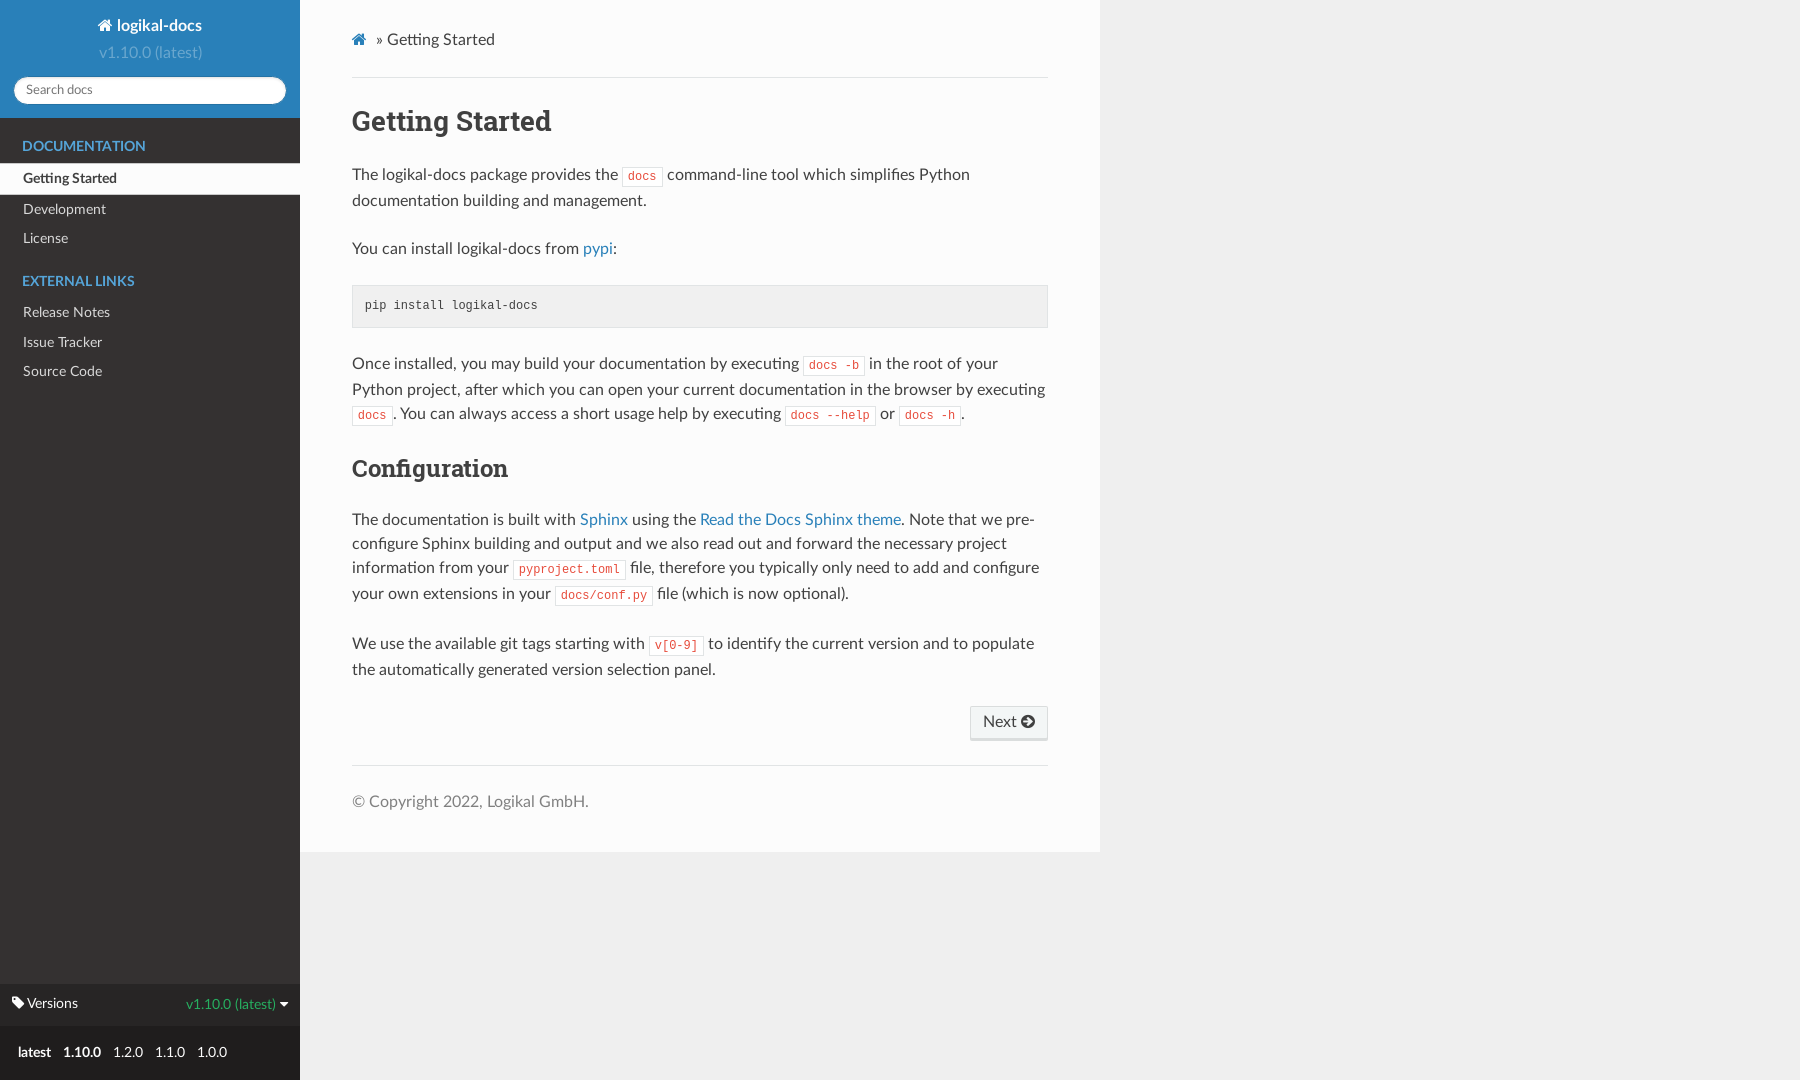 logikal-docs
v1.10.0 (latest)
Search docs
DOCUMENTATION
Getting Started
Development
License
EXTERNAL LINKS
Release Notes
Issue Tracker
Source Code
Versions
v1.10.0 (latest)
latest 1.10.0 1.2.0 1.1.0 1.0.0
» Getting Started
Getting Started
The logikal-docs package provides the docs command-line tool which simplifies Python
documentation building and management.
You can install logikal-docs from pypi:
pip install logikal-docs
Once installed, you may build your documentation by executing docs -b in the root of your
Python project, after which you can open your current documentation in the browser by executing
docs. You can always access a short usage help by executing docs --help or docs -h.
Configuration
The documentation is built with Sphinx using the Read the Docs Sphinx theme. Note that we pre-
configure Sphinx building and output and we also read out and forward the necessary project
information from your pyproject.toml file, therefore you typically only need to add and configure
your own extensions in your docs/conf.py file (which is now optional).
We use the available git tags starting with v[0-9] to identify the current version and to populate
the automatically generated version selection panel.
Next
© Copyright 2022, Logikal GmbH.